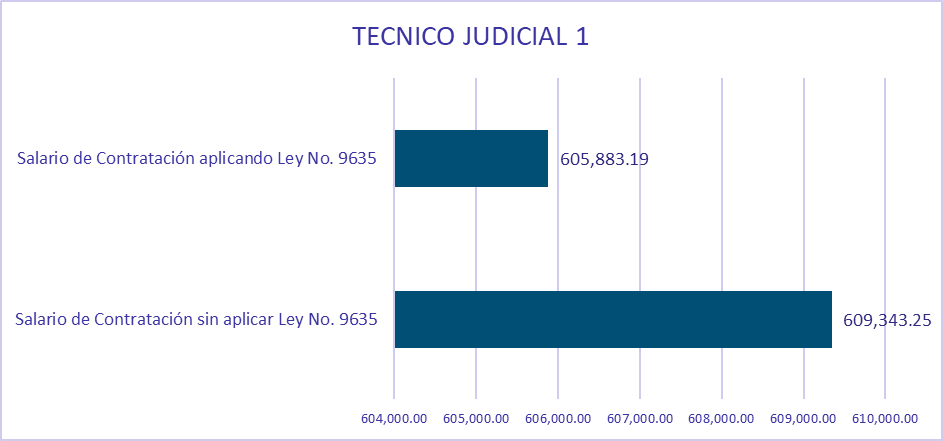 TECNICO JUDICIAL 1
Salario de Contratación aplicando Ley No. 9635
605,883.19
Salario de Contratación sin aplicar Ley No. 9635
609,343.25
604,000.00 605,000.00 606,000.00 607,000.00 608,000.00 609,000.00 610,000.00